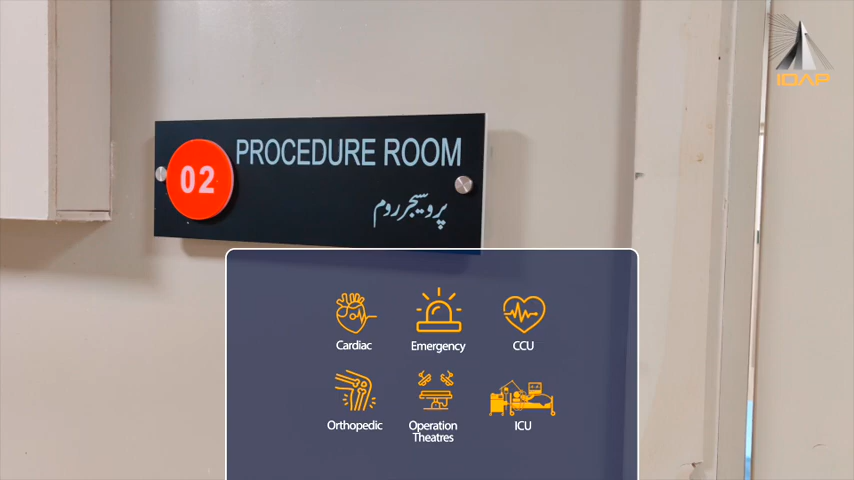 IDAP
02
PROCEDURE ROOM
پروسیجر روم
Cardiac
Emergency
CCU
Orthopedic
Operation
Theatres
ICU